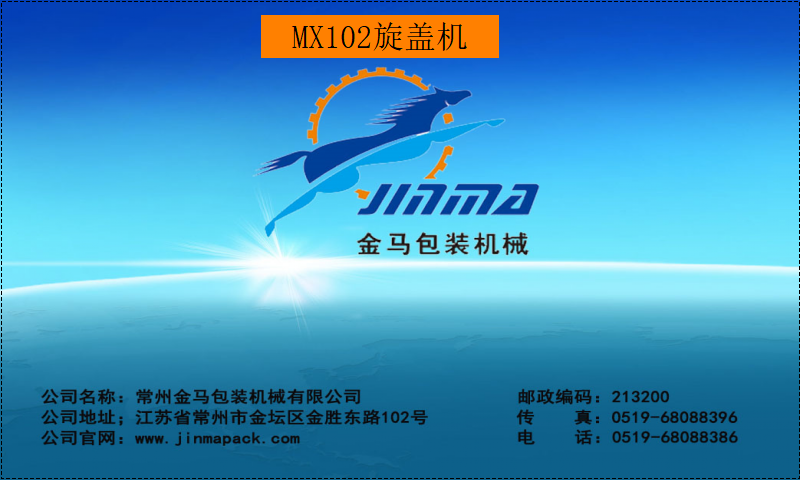 MX102旋盖机
JINMA
金马包装机械
公司名称：常州金马包装机械有限公司
邮政编码：213200
公司地址；江苏省常州市金坛区金胜东路102号
传 真：0519-68088396
公司官网：www.jinmapack.com
电 话：0519-68088386